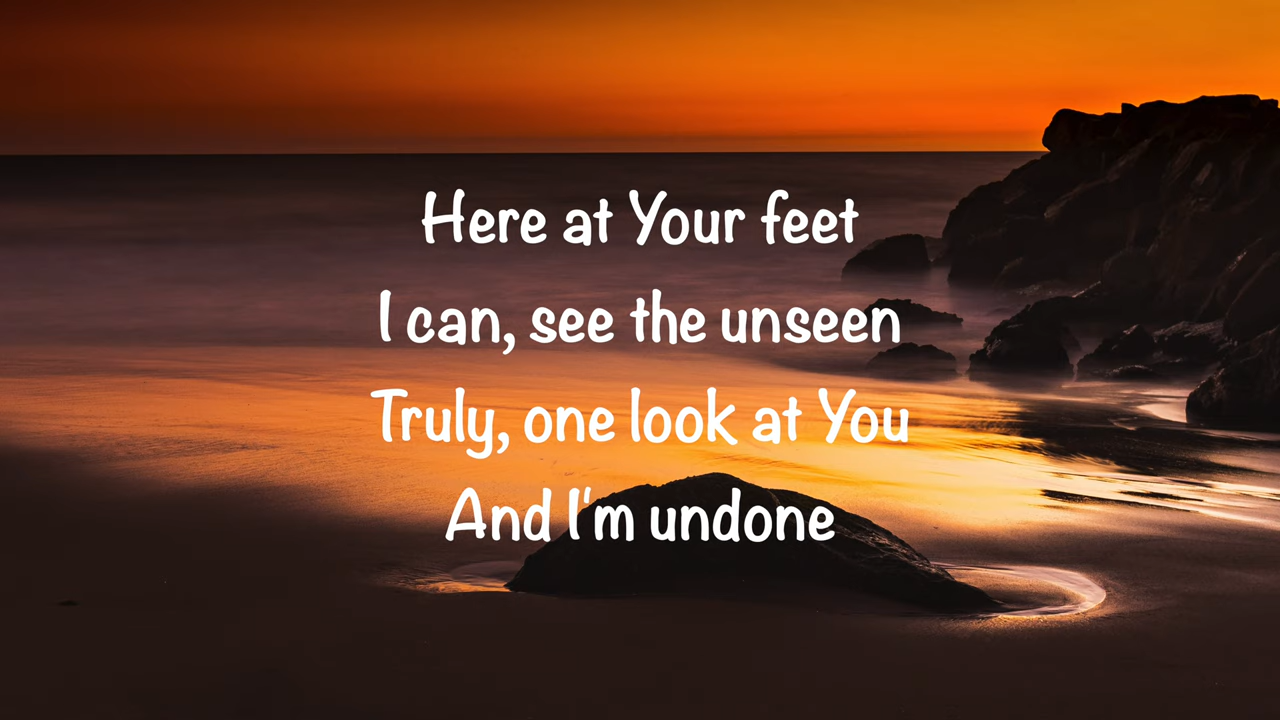 Here at Your feet
I can, see the unseen
Truly, one look at You
And I'm undone